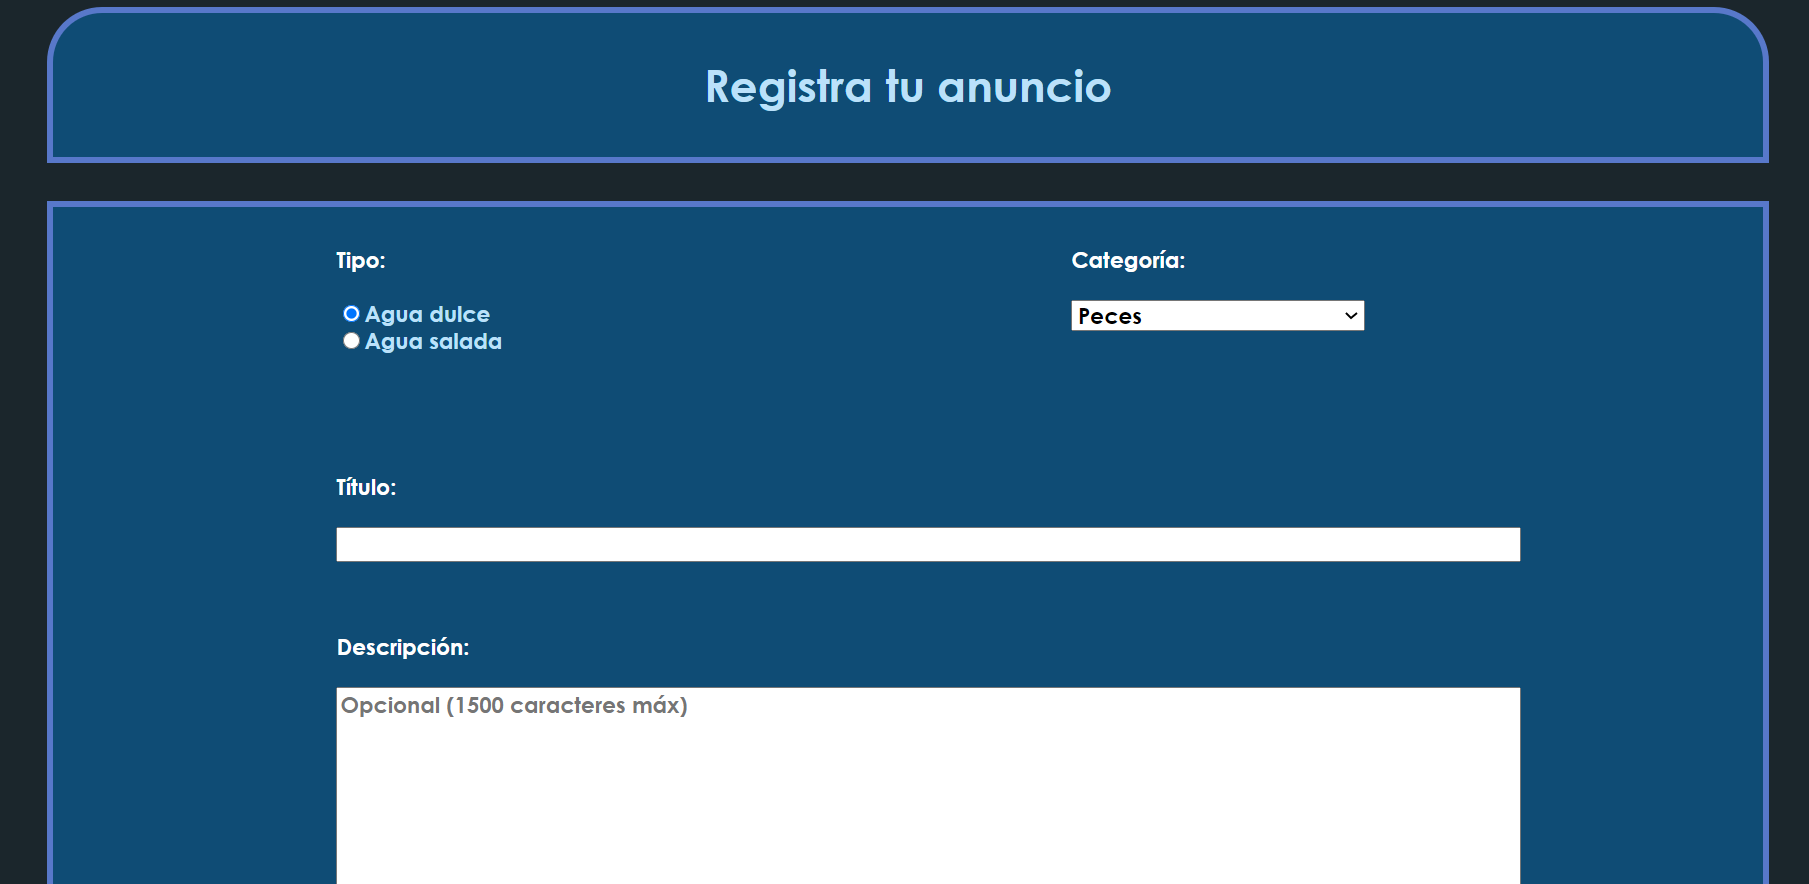 Registra tu anuncio
Tipo:
Categoría:
Agua dulce
Peces
Agua salada
Título:
Descripción:
Opcional (1500 caracteres máx)